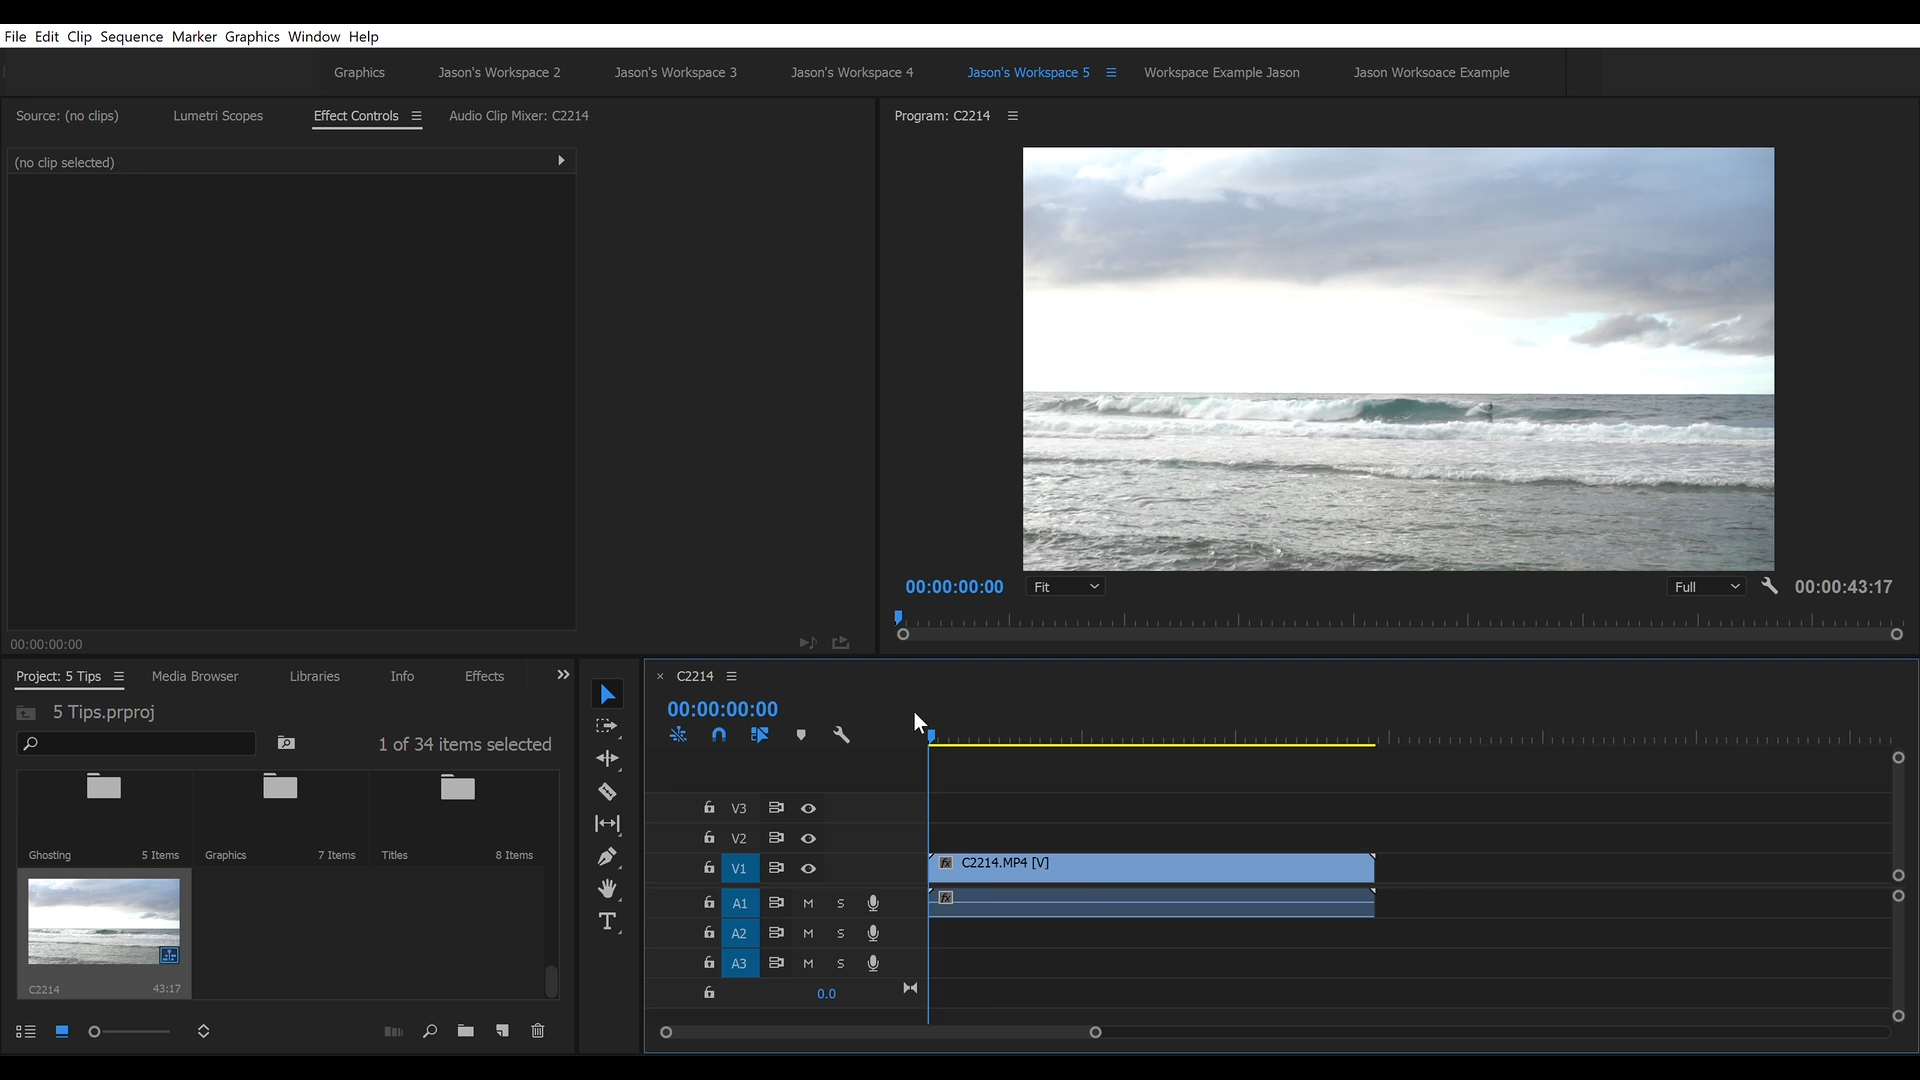 File Edit Clip Sequence Marker Graphics Window Help
Graphics Jason's Workspace 2 Jason's Workspace 3 Jason's Workspace 4 Jason's Workspace 5 Workspace Example Jason Jason Worksoace Example
Source: (no clips) Lumetri Scopes Effect Controls Audio Clip Mixer: C2214
Program: C2214
(no clip selected)
00:00:00:00 Fit Full 00:00:43:17
00:00:00:00
Project: 5 Tips Media Browser Libraries Info Effects
5 Tips.prproj
1 of 34 items selected
Ghosting 5 Items Graphics 7 Items Titles 8 Items
C2214 43:17
C2214
00:00:00:00
V3
V2
V1 fx C2214.MP4 [V]
A1 M S fx
A2 M S
A3 M S
0.0